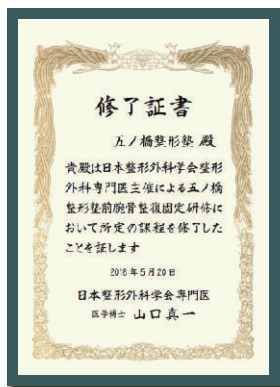 修了証書
五ノ橋整形塾 殿
貴殿は日本整形外科学会整形
外科専門医主催による五ノ橋
整形塾前腕骨整復固定研修に
おいて所定の課程を修了した
ことを証します
2018年5月20日
日本整形外科学会専門医
医学博士 山口真一